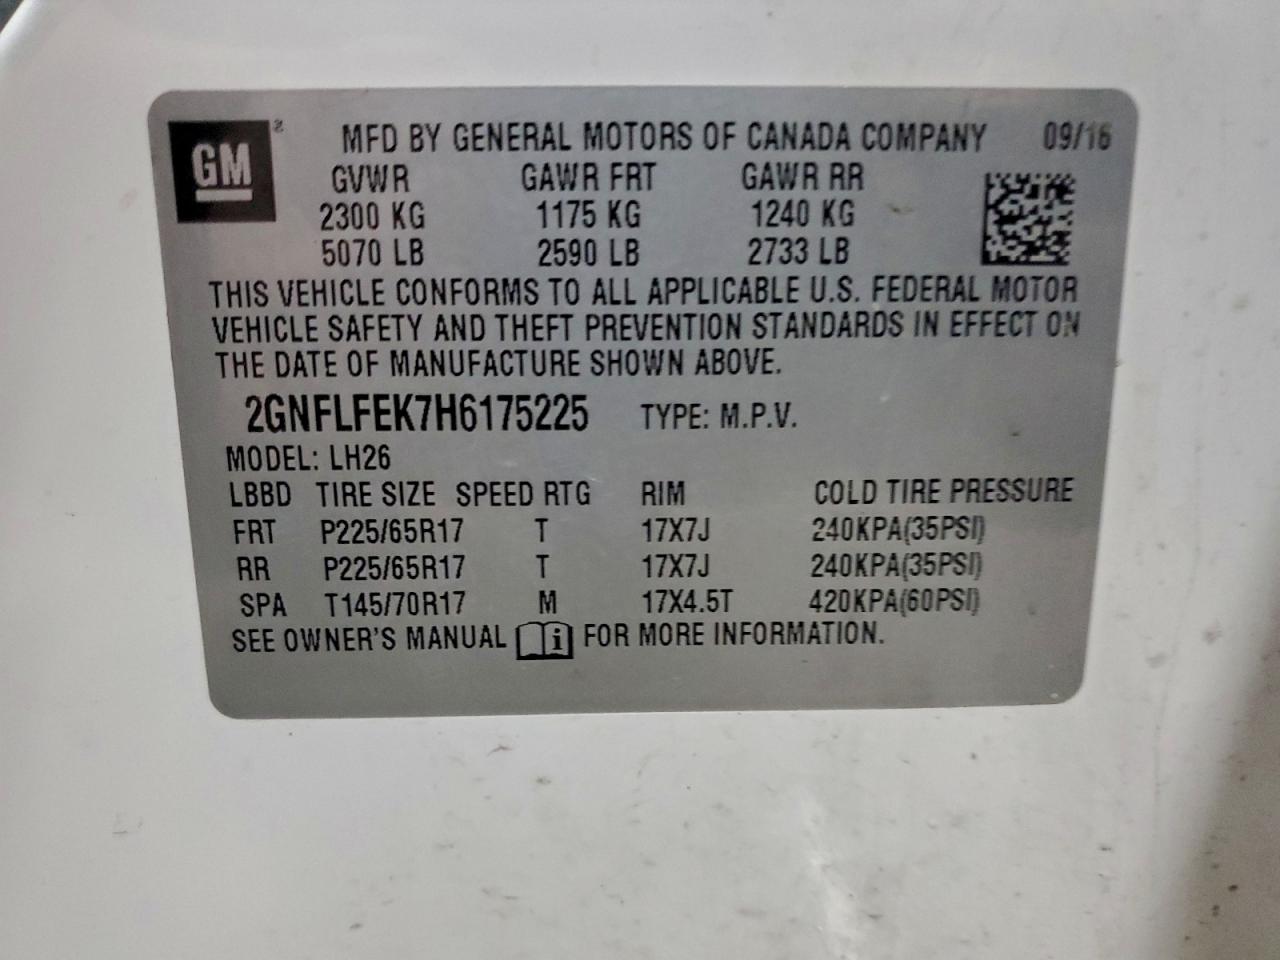 GM
MFD BY GENERAL MOTORS OF CANADA COMPANY 09/16
GVWR GAWR FRT GAWR RR
2300 KG 1175 KG 1240 KG
5070 LB 2590 LB 2733 LB
THIS VEHICLE CONFORMS TO ALL APPLICABLE U.S. FEDERAL MOTOR
VEHICLE SAFETY AND THEFT PREVENTION STANDARDS IN EFFECT ON
THE DATE OF MANUFACTURE SHOWN ABOVE.
2GNFLFEK7H6175225 TYPE: M.P.V.
MODEL: LH26
LBBD TIRE SIZE SPEED RTG RIM COLD TIRE PRESSURE
FRT P225/65R17 T 17X7J 240KPA(35PSI)
RR P225/65R17 T 17X7J 240KPA(35PSI)
SPA T145/70R17 M 17X4.5T 420KPA(60PSI)
SEE OWNER'S MANUAL i FOR MORE INFORMATION.